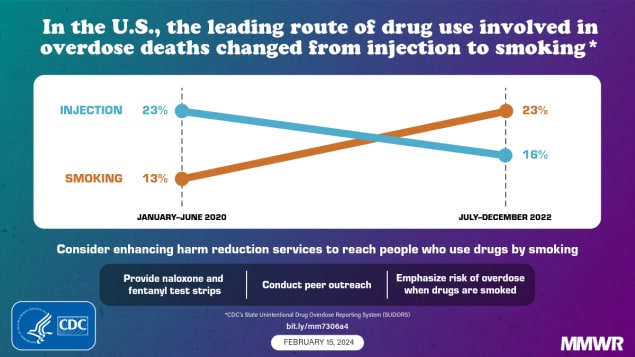 In the U.S., the leading route of drug use involved in
overdose deaths changed from injection to smoking*
INJECTION 23%
23%
16%
SMOKING 13%
JANUARY–JUNE 2020
JULY–DECEMBER 2022
Consider enhancing harm reduction services to reach people who use drugs by smoking
Provide naloxone and
fentanyl test strips
Conduct peer outreach
Emphasize risk of overdose
when drugs are smoked
*CDC's State Unintentional Drug Overdose Reporting System (SUDORS)
bit.ly/mm7306a4
FEBRUARY 15, 2024
CDC
MMWR